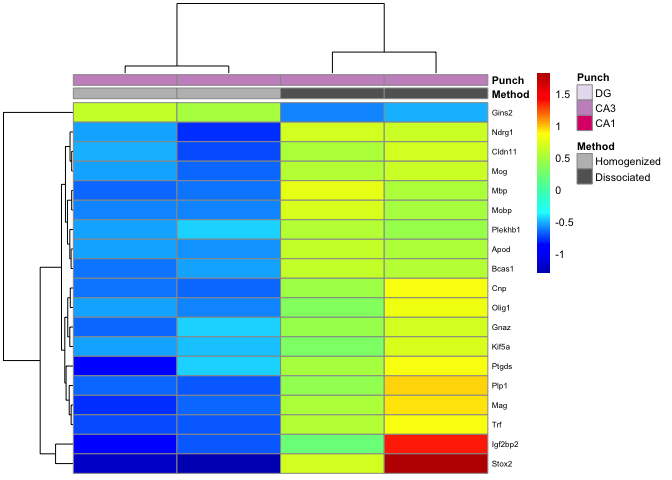 Punch
Method
Gins2
Ndrg1
Cldn11
Mog
Mbp
Mobp
Plekhb1
Apod
Bcas1
Cnp
Olig1
Gnaz
Kif5a
Ptgds
Plp1
Mag
Trf
Igf2bp2
Stox2
1.5
1
0.5
0
-0.5
-1
Punch
DG
CA3
CA1
Method
Homogenized
Dissociated